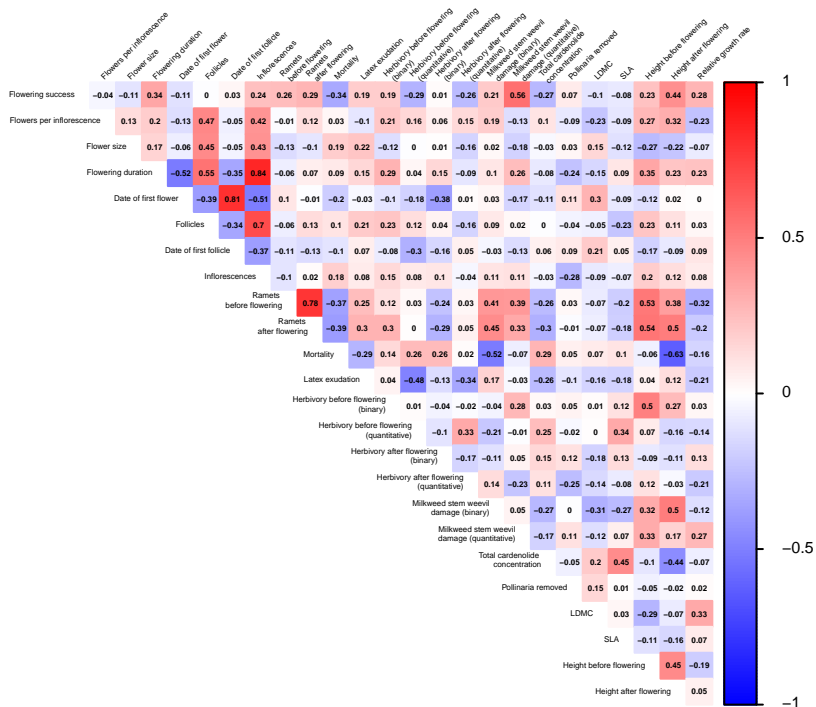 Flowers per inflorescence
Flower size
Flowering duration
Date of first flower
Follicles
Date of first follicle
Inflorescences
Ramets
before flowering
Ramets
after flowering
Mortality
Latex exudation
Herbivory before flowering
(binary)
Herbivory before flowering
(quantitative)
Herbivory after flowering
(binary)
Herbivory after flowering
(quantitative)
Milkweed stem weevil
damage (binary)
Milkweed stem weevil
damage (quantitative)
Total cardenolide
concentration
Pollinaria removed
LDMC
SLA
Height before flowering
Height after flowering
Relative growth rate
Flowering success −0.04 −0.11 0.34 −0.11 0 0.03 0.24 0.26 0.29 −0.34 0.19 0.19 −0.29 0.01 −0.26 0.21 0.56 −0.27 0.07 −0.1 −0.08 0.23 0.44 0.28
Flowers per inflorescence 0.13 0.2 −0.13 0.47 −0.05 0.42 −0.01 0.12 0.03 −0.1 0.21 0.16 0.06 0.15 0.19 −0.13 0.1 −0.09 −0.23 −0.09 0.27 0.32 −0.23
Flower size 0.17 −0.06 0.45 −0.05 0.43 −0.13 −0.1 0.19 0.22 −0.12 0 0.01 −0.16 0.02 −0.18 −0.03 0.03 0.15 −0.12 −0.27 −0.22 −0.07
Flowering duration −0.52 0.55 −0.35 0.84 −0.06 0.07 0.09 0.15 0.29 0.04 0.15 −0.09 0.1 0.26 −0.08 −0.24 −0.15 0.09 0.35 0.23 0.23
Date of first flower −0.39 0.81 −0.51 0.1 −0.01 −0.2 −0.03 −0.1 −0.18 −0.38 0.01 0.03 −0.17 −0.11 0.11 0.3 −0.09 −0.12 0.02 0
Follicles −0.34 0.7 −0.06 0.13 0.1 0.21 0.23 0.12 0.04 −0.16 0.09 0.02 0 −0.04 −0.05 −0.23 0.23 0.11 0.03
Date of first follicle −0.37 −0.11 −0.13 −0.1 0.07 −0.08 −0.3 −0.16 0.05 −0.03 −0.13 0.06 0.09 0.21 0.05 −0.17 −0.09 0.09
Inflorescences −0.1 0.02 0.18 0.08 0.15 0.08 0.1 −0.04 0.11 0.11 −0.03 −0.28 −0.09 −0.07 0.2 0.12 0.08
Ramets
before flowering 0.78 −0.37 0.25 0.12 0.03 −0.24 0.03 0.41 0.39 −0.26 0.03 −0.07 −0.2 0.53 0.38 −0.32
Ramets
after flowering −0.39 0.3 0.3 0 −0.29 0.05 0.45 0.33 −0.3 −0.01 −0.07 −0.18 0.54 0.5 −0.2
Mortality −0.29 0.14 0.26 0.26 0.02 −0.52 −0.07 0.29 0.05 0.07 0.1 −0.06 −0.63 −0.16
Latex exudation 0.04 −0.48 −0.13 −0.34 0.17 −0.03 −0.26 −0.1 −0.16 −0.18 0.04 0.12 −0.21
Herbivory before flowering
(binary) 0.01 −0.04 −0.02 −0.04 0.28 0.03 0.05 0.01 0.12 0.5 0.27 0.03
Herbivory before flowering
(quantitative) −0.1 0.33 −0.21 −0.01 0.25 −0.02 0 0.34 0.07 −0.16 −0.14
Herbivory after flowering
(binary) −0.17 −0.11 0.05 0.15 0.12 −0.18 0.13 −0.09 −0.11 0.13
Herbivory after flowering
(quantitative) 0.14 −0.23 0.11 −0.25 −0.14 −0.08 0.12 −0.03 −0.21
Milkweed stem weevil
damage (binary) 0.05 −0.27 0 −0.31 −0.27 0.32 0.5 −0.12
Milkweed stem weevil
damage (quantitative) −0.17 0.11 −0.12 0.07 0.33 0.17 0.27
Total cardenolide
concentration −0.05 0.2 0.45 −0.1 −0.44 −0.07
Pollinaria removed 0.15 0.01 −0.05 −0.02 0.02
LDMC 0.03 −0.29 −0.07 0.33
SLA −0.11 −0.16 0.07
Height before flowering 0.45 −0.19
Height after flowering 0.05
1
0.5
0
−0.5
−1